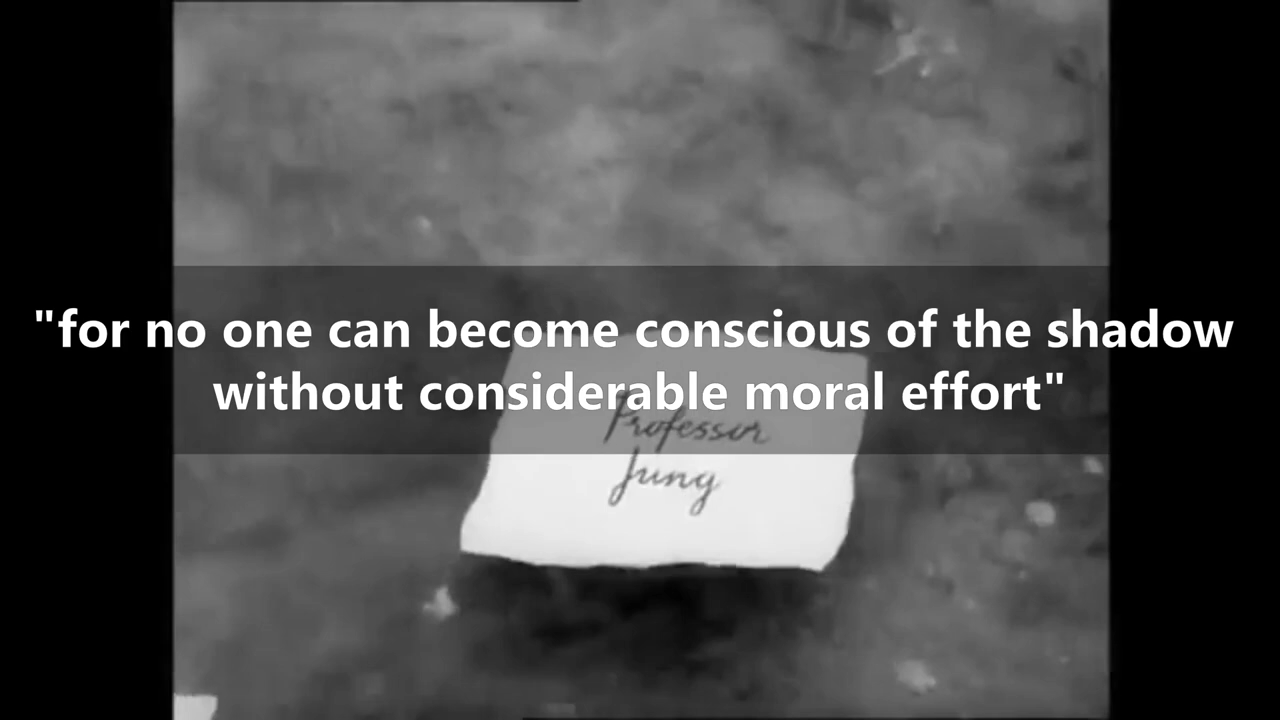 "for no one can become conscious of the shadow
without considerable moral effort"
Professor
Jung